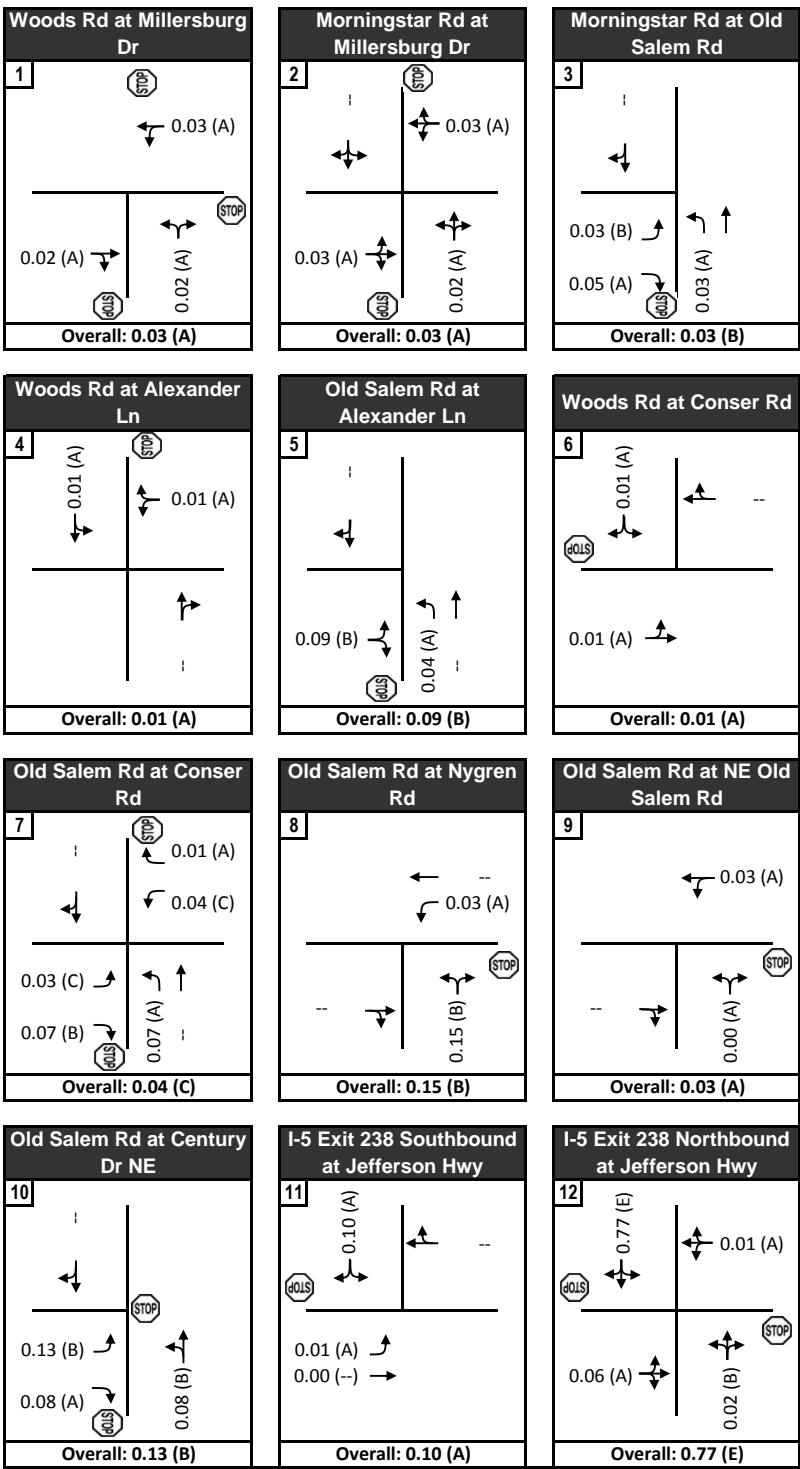 Woods Rd at Millersburg
Dr
1
STOP
0.03 (A)
STOP
0.02 (A)
0.02 (A)
STOP
Overall: 0.03 (A)
Morningstar Rd at
Millersburg Dr
2
STOP
--
0.03 (A)
0.03 (A)
0.02 (A)
STOP
Overall: 0.03 (A)
Morningstar Rd at Old
Salem Rd
3
--
0.03 (B)
0.05 (A)
0.03 (A)
STOP
Overall: 0.03 (B)
Woods Rd at Alexander
Ln
4
STOP
0.01 (A)
0.01 (A)
--
Overall: 0.01 (A)
Old Salem Rd at
Alexander Ln
5
--
0.09 (B)
0.04 (A)
--
STOP
Overall: 0.09 (B)
Woods Rd at Conser Rd
6
0.01 (A)
--
STOP
0.01 (A)
Overall: 0.01 (A)
Old Salem Rd at Conser
Rd
7
STOP
--
0.01 (A)
0.04 (C)
0.03 (C)
0.07 (B)
0.07 (A)
--
STOP
Overall: 0.04 (C)
Old Salem Rd at Nygren
Rd
8
--
0.03 (A)
STOP
--
0.15 (B)
Overall: 0.15 (B)
Old Salem Rd at NE Old
Salem Rd
9
0.03 (A)
STOP
--
0.00 (A)
Overall: 0.03 (A)
Old Salem Rd at Century
Dr NE
10
--
STOP
0.13 (B)
0.08 (A)
0.08 (B)
STOP
Overall: 0.13 (B)
I-5 Exit 238 Southbound
at Jefferson Hwy
11
0.10 (A)
--
STOP
0.01 (A)
0.00 (--)
Overall: 0.10 (A)
I-5 Exit 238 Northbound
at Jefferson Hwy
12
0.77 (E)
0.01 (A)
STOP
STOP
0.06 (A)
0.02 (B)
Overall: 0.77 (E)